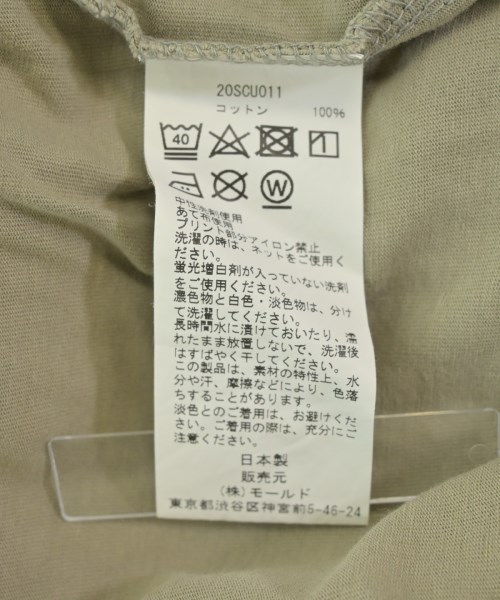 20SCU011
コットン 100%
40
W
中性洗剤使用
あて布使用
プリント部分アイロン禁止
洗濯の時は、ネットをご使用く
ださい。
蛍光増白剤が入っていない洗剤
をご使用ください。
濃色物と白色・淡色物は、分け
て洗濯してください。
長時間水に漬けておいたり、濡
れたまま放置しないで、洗濯後
はすばやく干してください。
この製品は、素材の特性上、水
分や汗、摩擦などにより、色落
ちすることがあります。
淡色とのご着用は、お避けくだ
さい。ご着用の際は、充分にご
注意ください。
日本製
販売元
(株)モールド
東京都渋谷区神宮前5-46-24